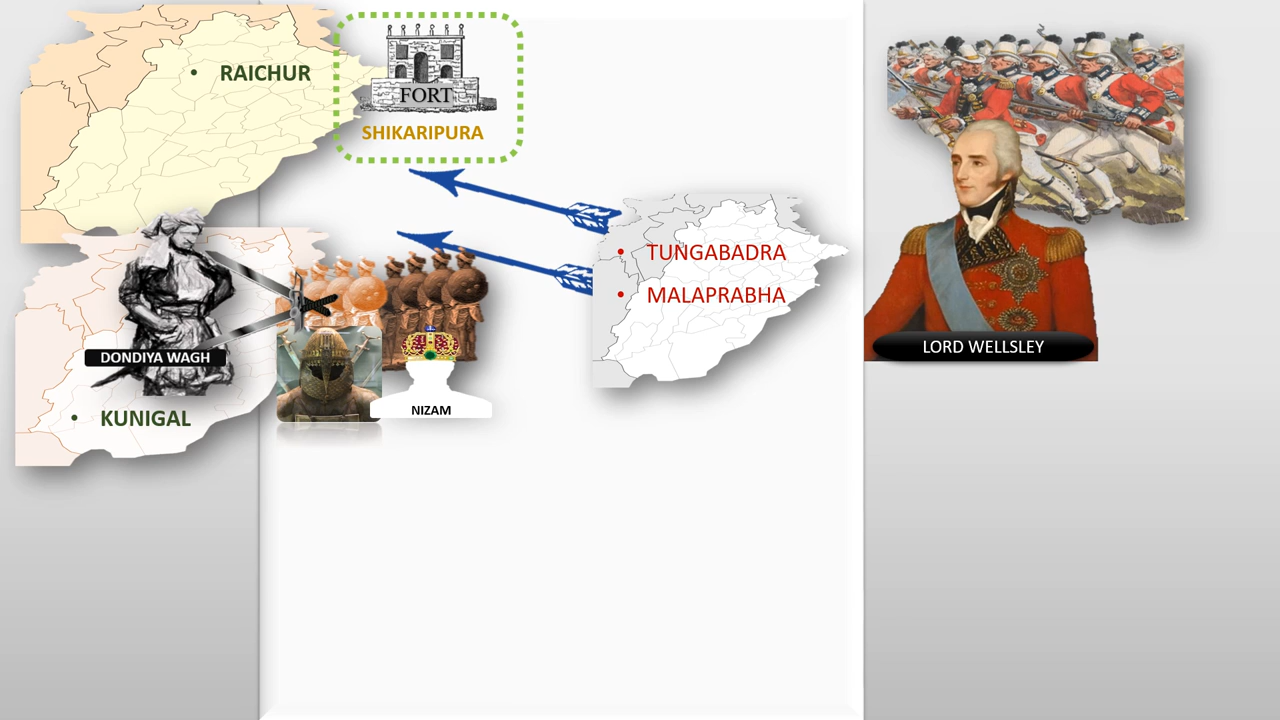 • RAICHUR
FORT
SHIKARIPURA
• TUNGABADRA
• MALAPRABHA
LORD WELLSLEY
DONDIYA WAGH
• KUNIGAL
NIZAM